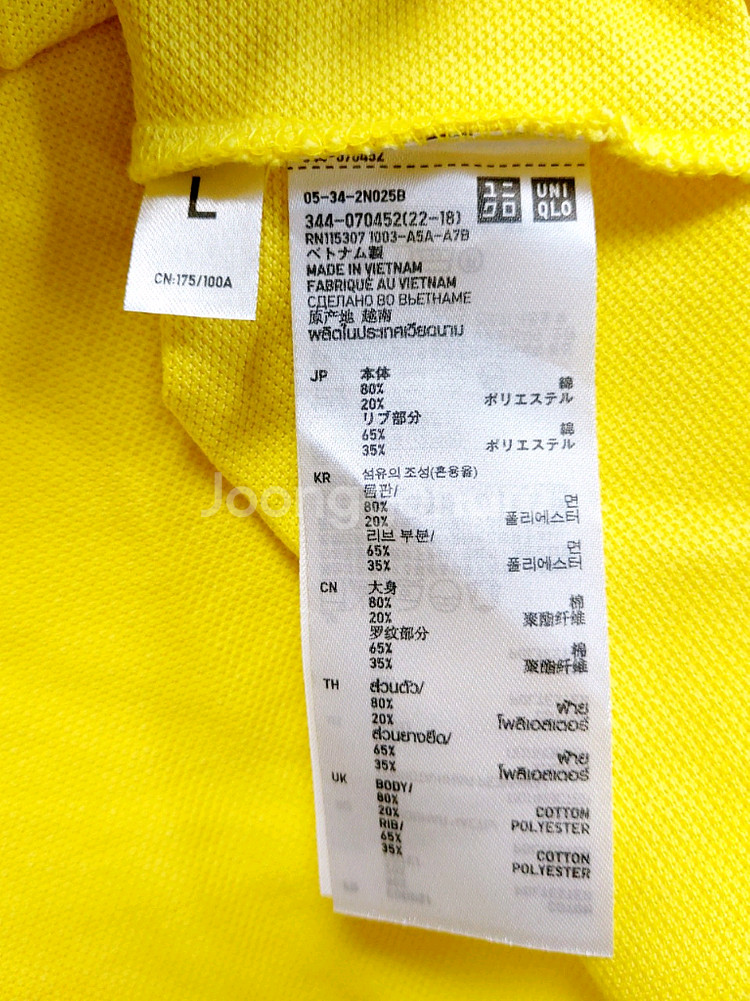 L
CN:175/100A
05-34-2N025B
ユニ
クロ
UNI
QLO
344-070452(22-18)
RN115307 1003-A5A-A7B
ベトナム製
MADE IN VIETNAM
FABRIQUÉ AU VIETNAM
СДЕЛАНО ВО ВЬЕТНАМЕ
原产地 越南
ผลิตในประเทศเวียดนาม
JP 本体
80% 綿
20% ポリエステル
リブ部分
65% 綿
35% ポリエステル
KR 섬유의 조성(혼용율)
몸판/
80% 면
20% 폴리에스터
리브 부분/
65% 면
35% 폴리에스터
CN 大身
80% 棉
20% 聚酯纤维
罗纹部分
65% 棉
35% 聚酯纤维
TH ส่วนตัว/
80% ฝ้าย
20% โพลีเอสเตอร์
ส่วนยางยืด/
65% ฝ้าย
35% โพลีเอสเตอร์
UK BODY/
80% COTTON
20% POLYESTER
RIB/
65% COTTON
35% POLYESTER